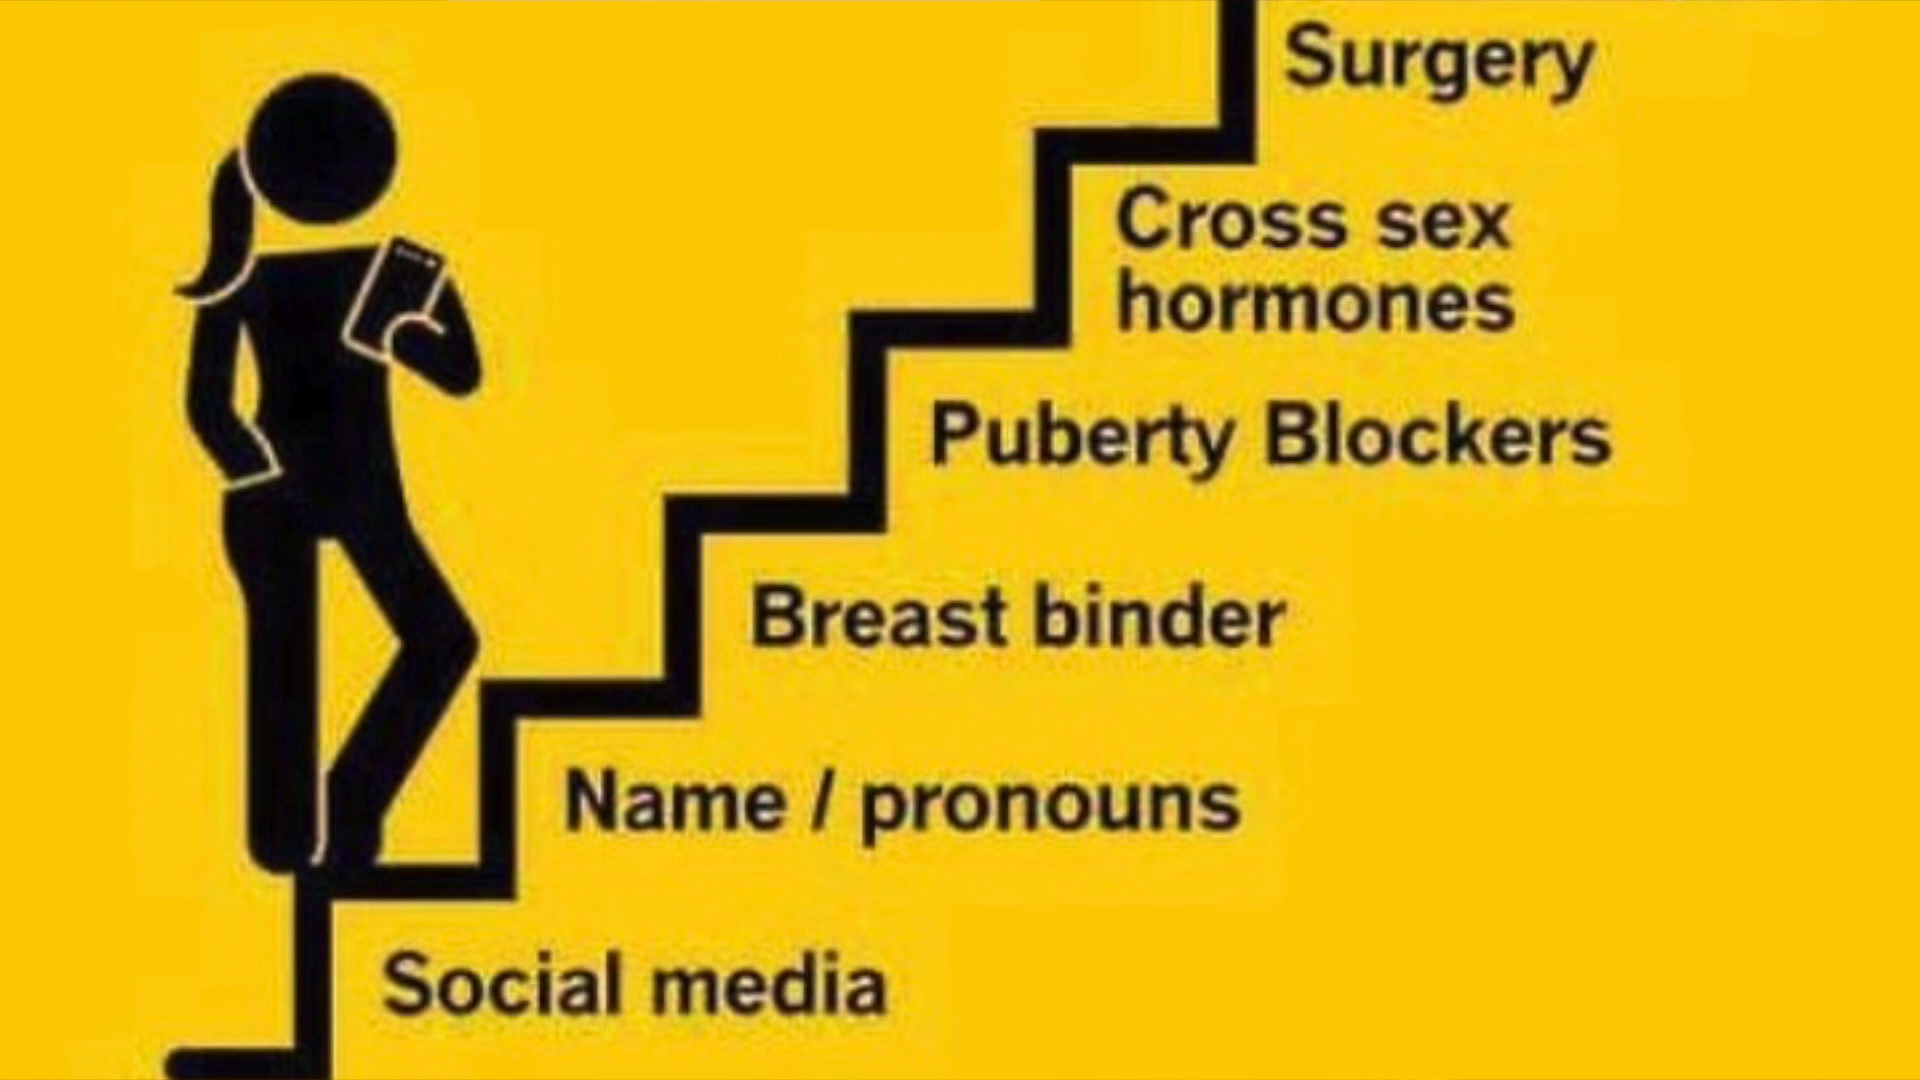 Surgery
Cross sex
hormones
Puberty Blockers
Breast binder
Name / pronouns
Social media